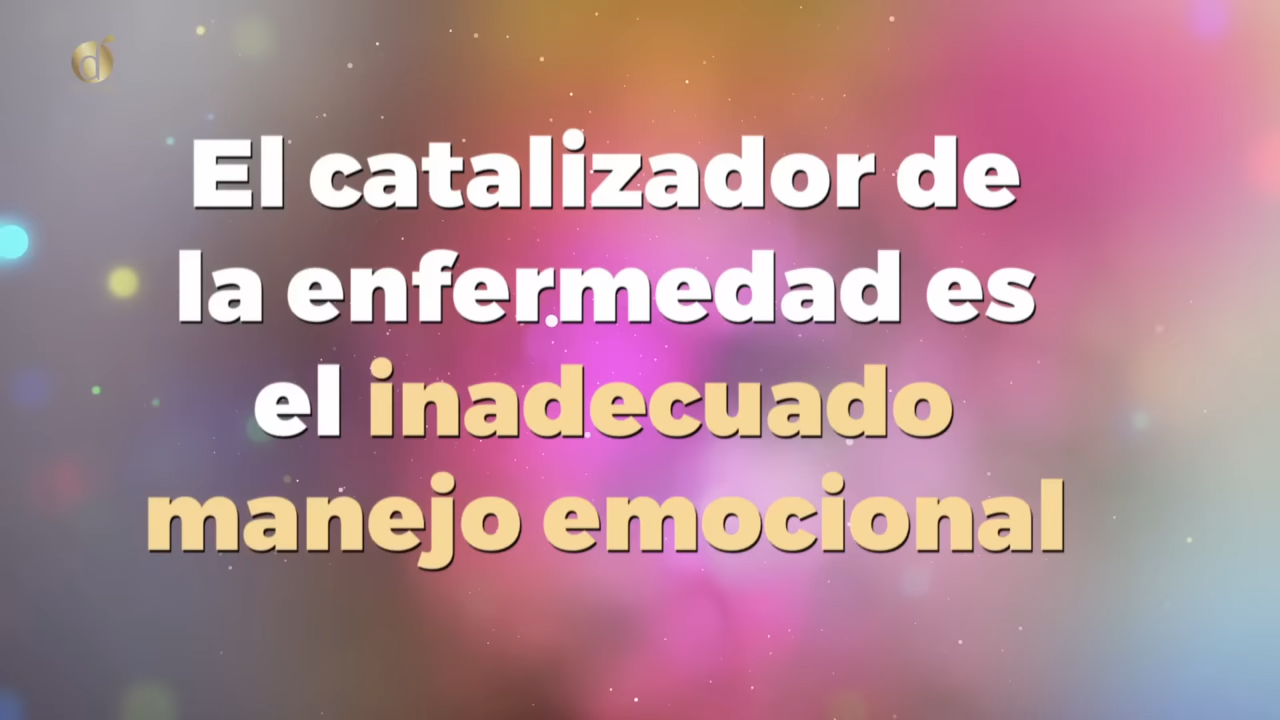 d
El catalizador de
la enfermedad es
el inadecuado
manejo emocional